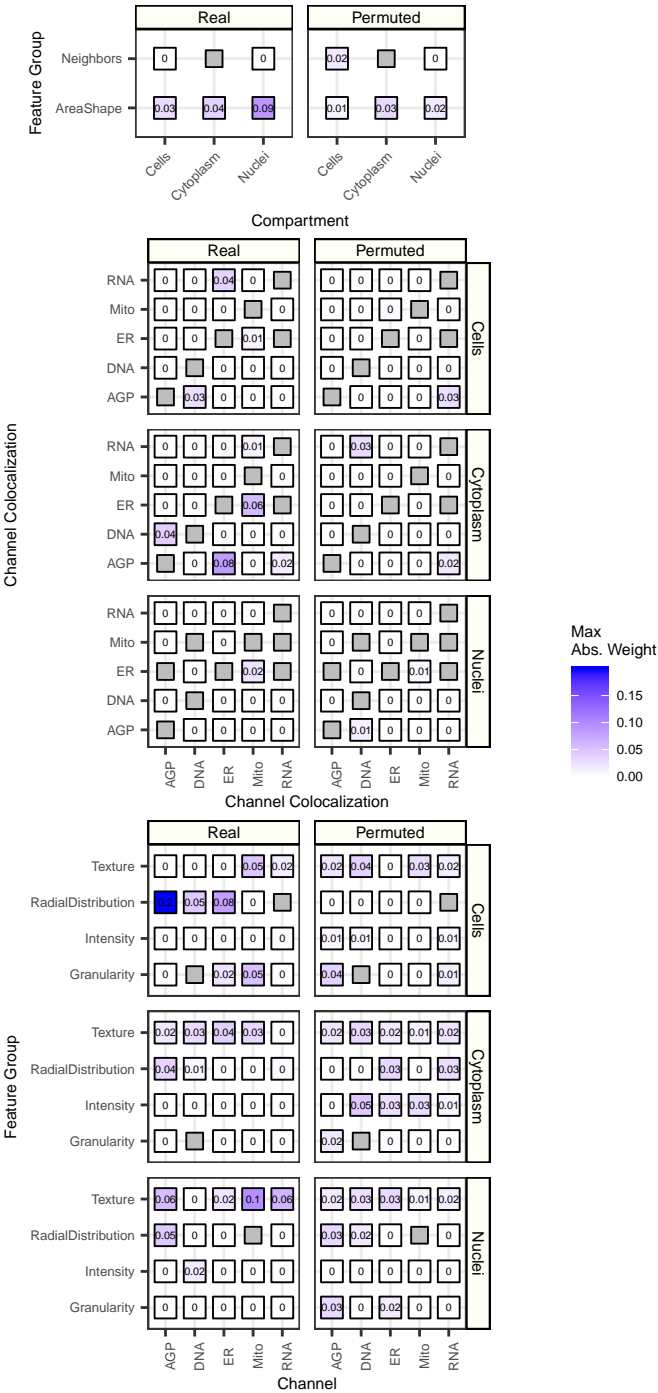 Real Permuted
Feature Group
Neighbors 0 0 0.02 0
AreaShape 0.03 0.04 0.09 0.01 0.03 0.02
Cells Cytoplasm Nuclei Cells Cytoplasm Nuclei
Compartment
Real Permuted
Channel Colocalization
Cells
RNA 0 0 0.04 0 0 0 0 0
Mito 0 0 0 0 0 0 0 0
ER 0 0 0.01 0 0 0
DNA 0 0 0 0 0 0 0 0
AGP 0.03 0 0 0 0 0 0 0.03
Cytoplasm
RNA 0 0 0 0.01 0 0.03 0 0
Mito 0 0 0 0 0 0 0 0
ER 0 0 0.06 0 0 0
DNA 0.04 0 0 0 0 0 0 0
AGP 0 0.08 0 0.02 0 0 0 0.02
Nuclei
RNA 0 0 0 0 0 0 0 0
Mito 0 0 0 0
ER 0 0.02 0 0.01
DNA 0 0 0 0 0 0 0 0
AGP 0 0 0 0 0.01 0 0 0
AGP DNA ER Mito RNA AGP DNA ER Mito RNA
Channel Colocalization
Max
Abs. Weight
0.15
0.10
0.05
0.00
Real Permuted
Feature Group
Cells
Texture 0 0 0 0.05 0.02 0.02 0.04 0 0.03 0.02
RadialDistribution 0.2 0.05 0.08 0 0 0 0 0
Intensity 0 0 0 0 0 0.01 0.01 0 0 0.01
Granularity 0 0.02 0.05 0 0.04 0 0 0.01
Cytoplasm
Texture 0.02 0.03 0.04 0.03 0 0.02 0.03 0.02 0.01 0.02
RadialDistribution 0.04 0.01 0 0 0 0 0 0.03 0 0.03
Intensity 0 0 0 0 0 0 0.05 0.03 0.03 0.01
Granularity 0 0 0 0 0.02 0 0 0
Nuclei
Texture 0.06 0 0.02 0.1 0.06 0.02 0.03 0.03 0.01 0.02
RadialDistribution 0.05 0 0 0 0.03 0.02 0 0
Intensity 0 0.02 0 0 0 0 0 0 0 0
Granularity 0 0 0 0 0 0.03 0 0.02 0 0
AGP DNA ER Mito RNA AGP DNA ER Mito RNA
Channel